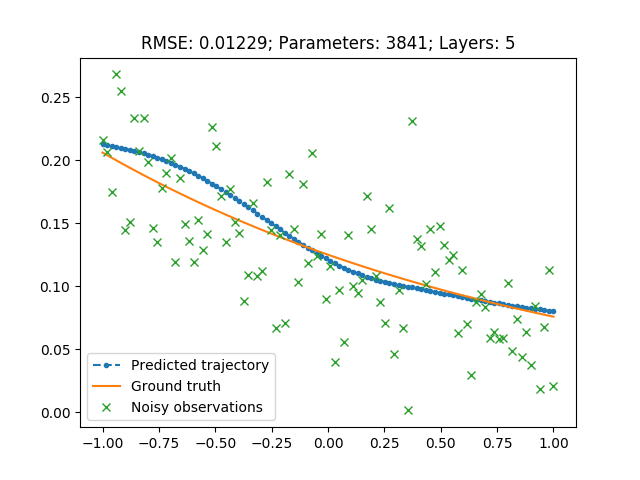 RMSE: 0.01229; Parameters: 3841; Layers: 5
0.25
0.20
0.15
0.10
0.05
0.00
Predicted trajectory
Ground truth
Noisy observations
−1.00 −0.75 −0.50 −0.25 0.00 0.25 0.50 0.75 1.00